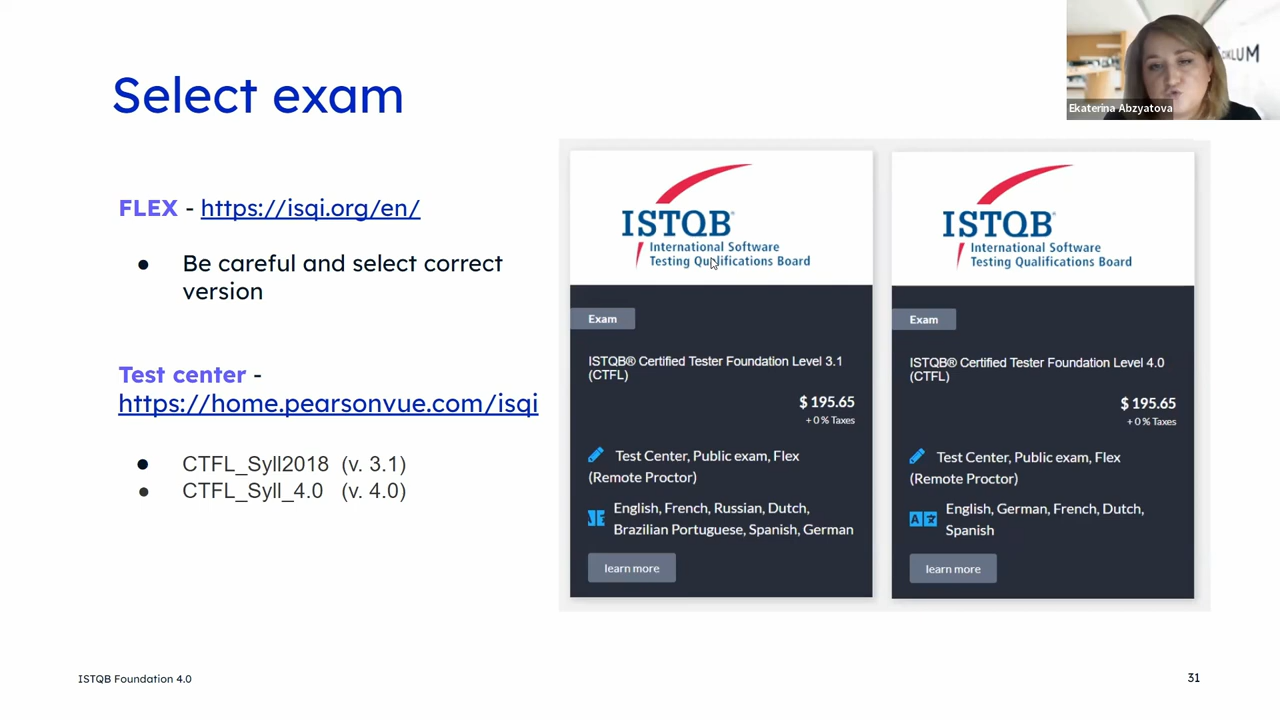 Select exam
FLEX - https://isqi.org/en/
● Be careful and select correct
version
Test center -
https://home.pearsonvue.com/isqi
● CTFL_Syll2018 (v. 3.1)
● CTFL_Syll_4.0 (v. 4.0)
ISTQB®
International Software
Testing Qualifications Board
Exam
ISTQB® Certified Tester Foundation Level 3.1
(CTFL)
$ 195.65
+ 0 % Taxes
Test Center, Public exam, Flex
(Remote Proctor)
English, French, Russian, Dutch,
Brazilian Portuguese, Spanish, German
learn more
ISTQB®
International Software
Testing Qualifications Board
Exam
ISTQB® Certified Tester Foundation Level 4.0
(CTFL)
$ 195.65
+ 0 % Taxes
Test Center, Public exam, Flex
(Remote Proctor)
English, German, French, Dutch,
Spanish
learn more
Ekaterina Abzyatova
ISTQB Foundation 4.0
31